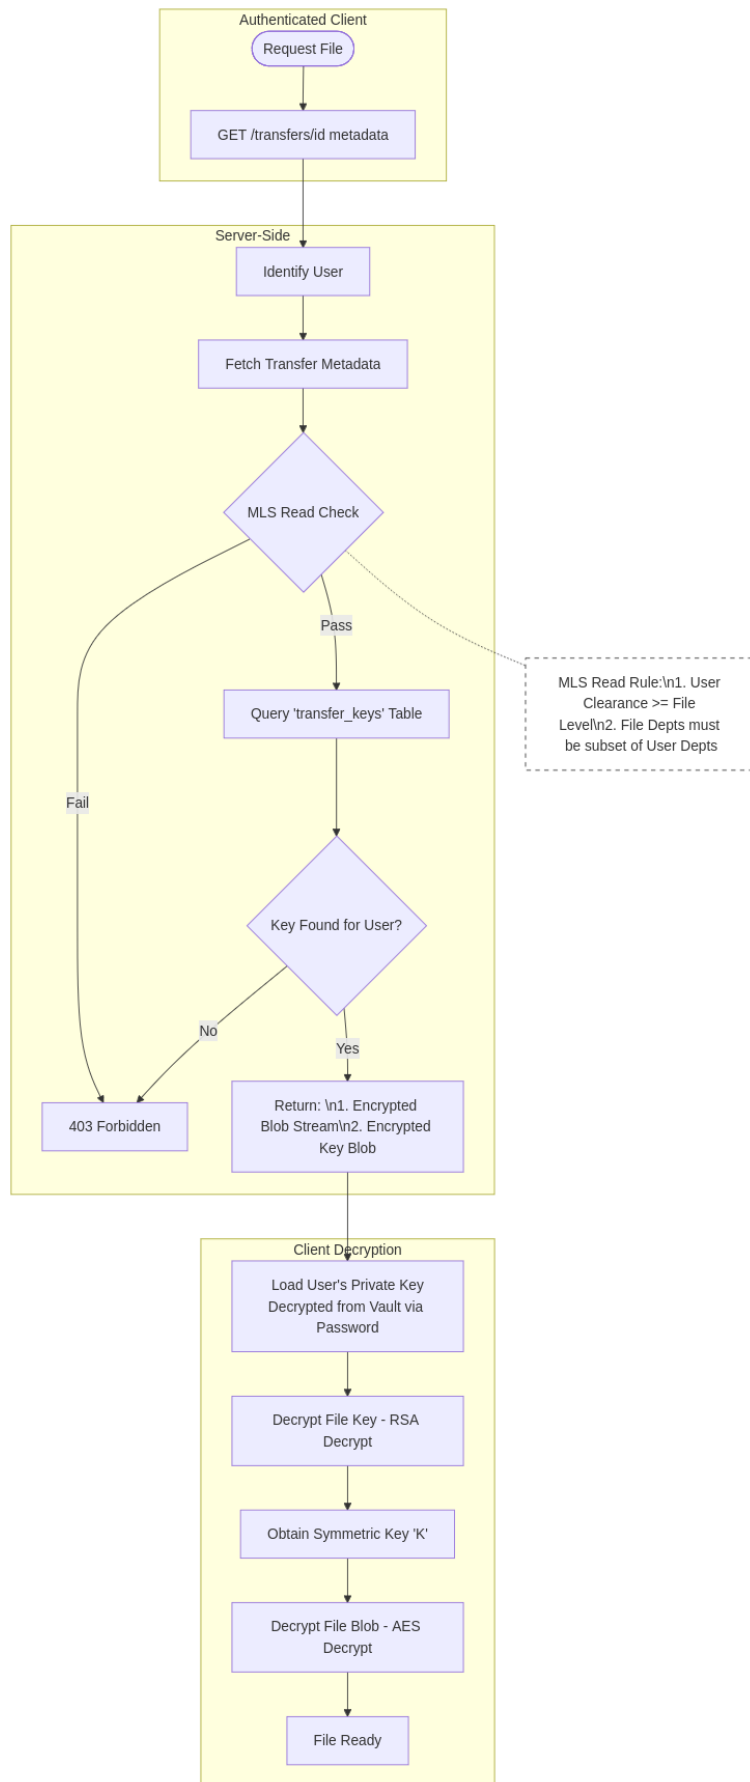 Authenticated Client
Request File
GET /transfers/id metadata
Server-Side
Identify User
Fetch Transfer Metadata
MLS Read Check
Pass
MLS Read Rule:\n1. User
Clearance >= File
Level\n2. File Depts must
be subset of User Depts
Query 'transfer_keys' Table
Fail
Key Found for User?
No
Yes
403 Forbidden
Return: \n1. Encrypted
Blob Stream\n2. Encrypted
Key Blob
Client Decryption
Load User's Private Key
Decrypted from Vault via
Password
Decrypt File Key - RSA
Decrypt
Obtain Symmetric Key 'K'
Decrypt File Blob - AES
Decrypt
File Ready